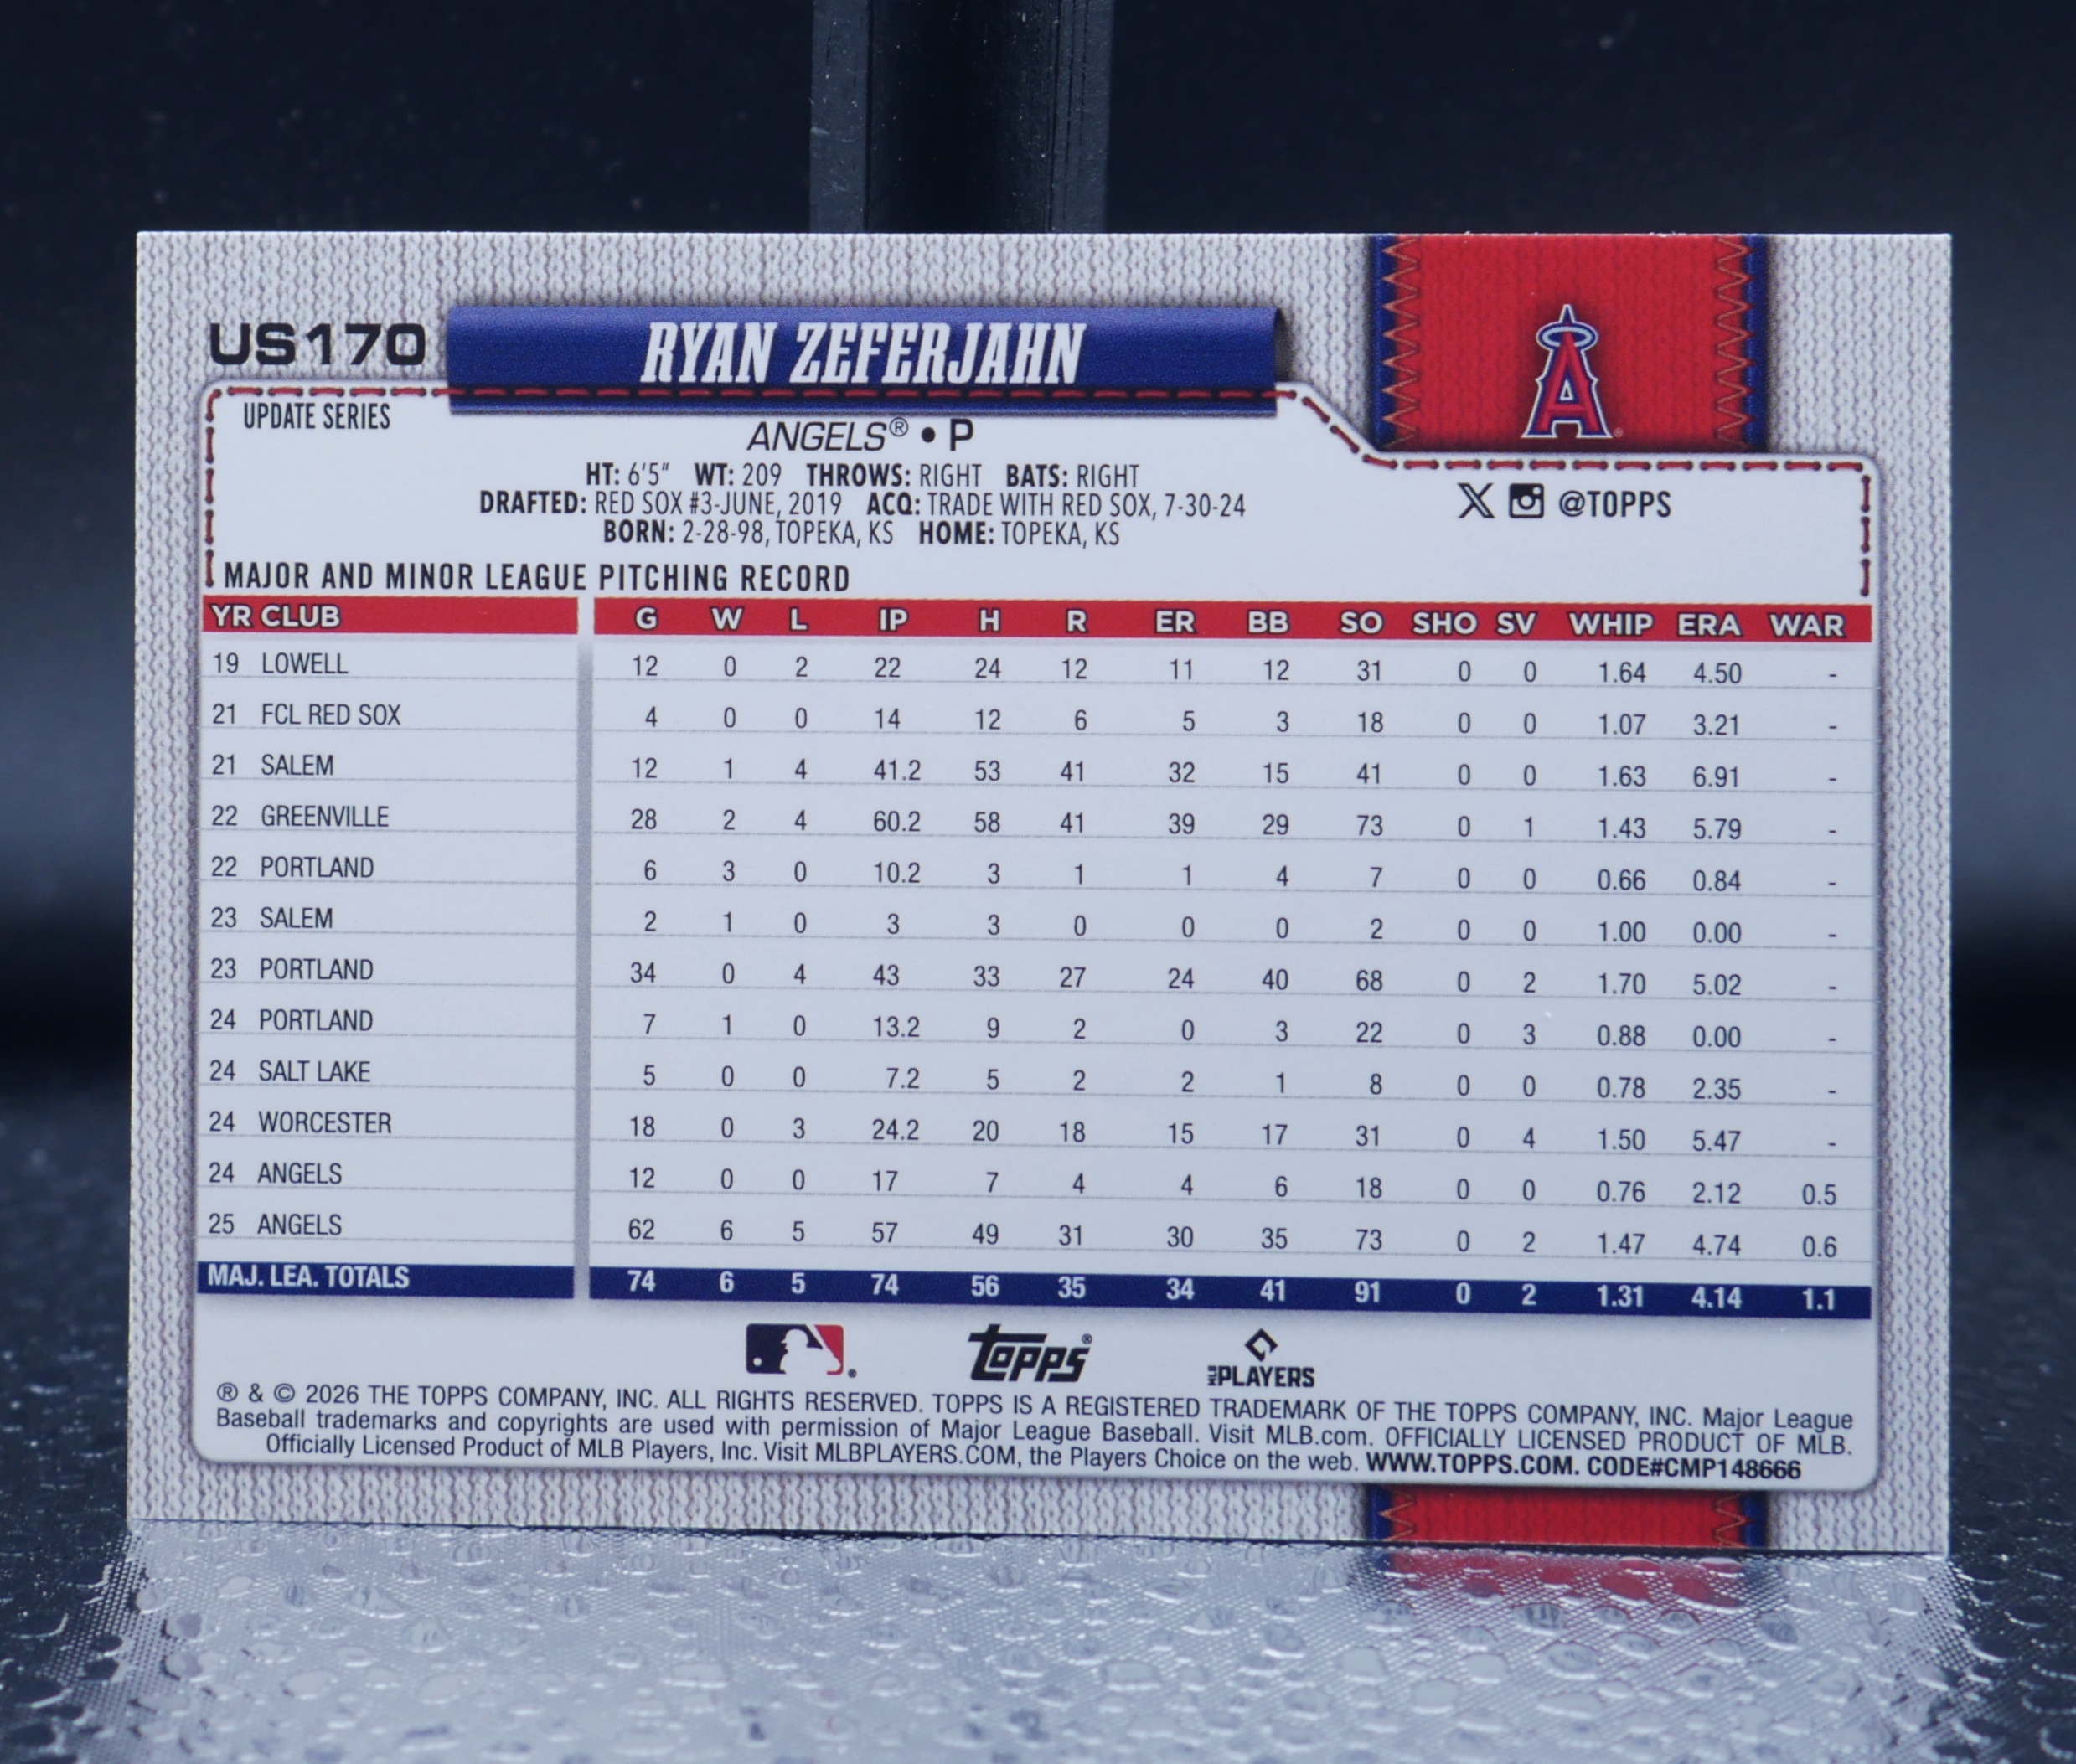 US170
RYAN ZEFERJAHN
A
UPDATE SERIES
ANGELS® • P
HT: 6'5" WT: 209 THROWS: RIGHT BATS: RIGHT
DRAFTED: RED SOX #3-JUNE, 2019 ACQ: TRADE WITH RED SOX, 7-30-24
BORN: 2-28-98, TOPEKA, KS HOME: TOPEKA, KS
@TOPPS
MAJOR AND MINOR LEAGUE PITCHING RECORD
YR CLUB G W L IP H R ER BB SO SHO SV WHIP ERA WAR
19 LOWELL 12 0 2 22 24 12 11 12 31 0 0 1.64 4.50 -
21 FCL RED SOX 4 0 0 14 12 6 5 3 18 0 0 1.07 3.21 -
21 SALEM 12 1 4 41.2 53 41 32 15 41 0 0 1.63 6.91 -
22 GREENVILLE 28 2 4 60.2 58 41 39 29 73 0 1 1.43 5.79 -
22 PORTLAND 6 3 0 10.2 3 1 1 4 7 0 0 0.66 0.84 -
23 SALEM 2 1 0 3 3 0 0 0 2 0 0 1.00 0.00 -
23 PORTLAND 34 0 4 43 33 27 24 40 68 0 2 1.70 5.02 -
24 PORTLAND 7 1 0 13.2 9 2 0 3 22 0 3 0.88 0.00 -
24 SALT LAKE 5 0 0 7.2 5 2 2 1 8 0 0 0.78 2.35 -
24 WORCESTER 18 0 3 24.2 20 18 15 17 31 0 4 1.50 5.47 -
24 ANGELS 12 0 0 17 7 4 4 6 18 0 0 0.76 2.12 0.5
25 ANGELS 62 6 5 57 49 31 30 35 73 0 2 1.47 4.74 0.6
MAJ. LEA. TOTALS 74 6 5 74 56 35 34 41 91 0 2 1.31 4.14 1.1
topps®
MLB PLAYERS
® & © 2026 THE TOPPS COMPANY, INC. ALL RIGHTS RESERVED. TOPPS IS A REGISTERED TRADEMARK OF THE TOPPS COMPANY, INC. Major League
Baseball trademarks and copyrights are used with permission of Major League Baseball. Visit MLB.com. OFFICIALLY LICENSED PRODUCT OF MLB.
Officially Licensed Product of MLB Players, Inc. Visit MLBPLAYERS.COM, the Players Choice on the web. WWW.TOPPS.COM. CODE#CMP148666